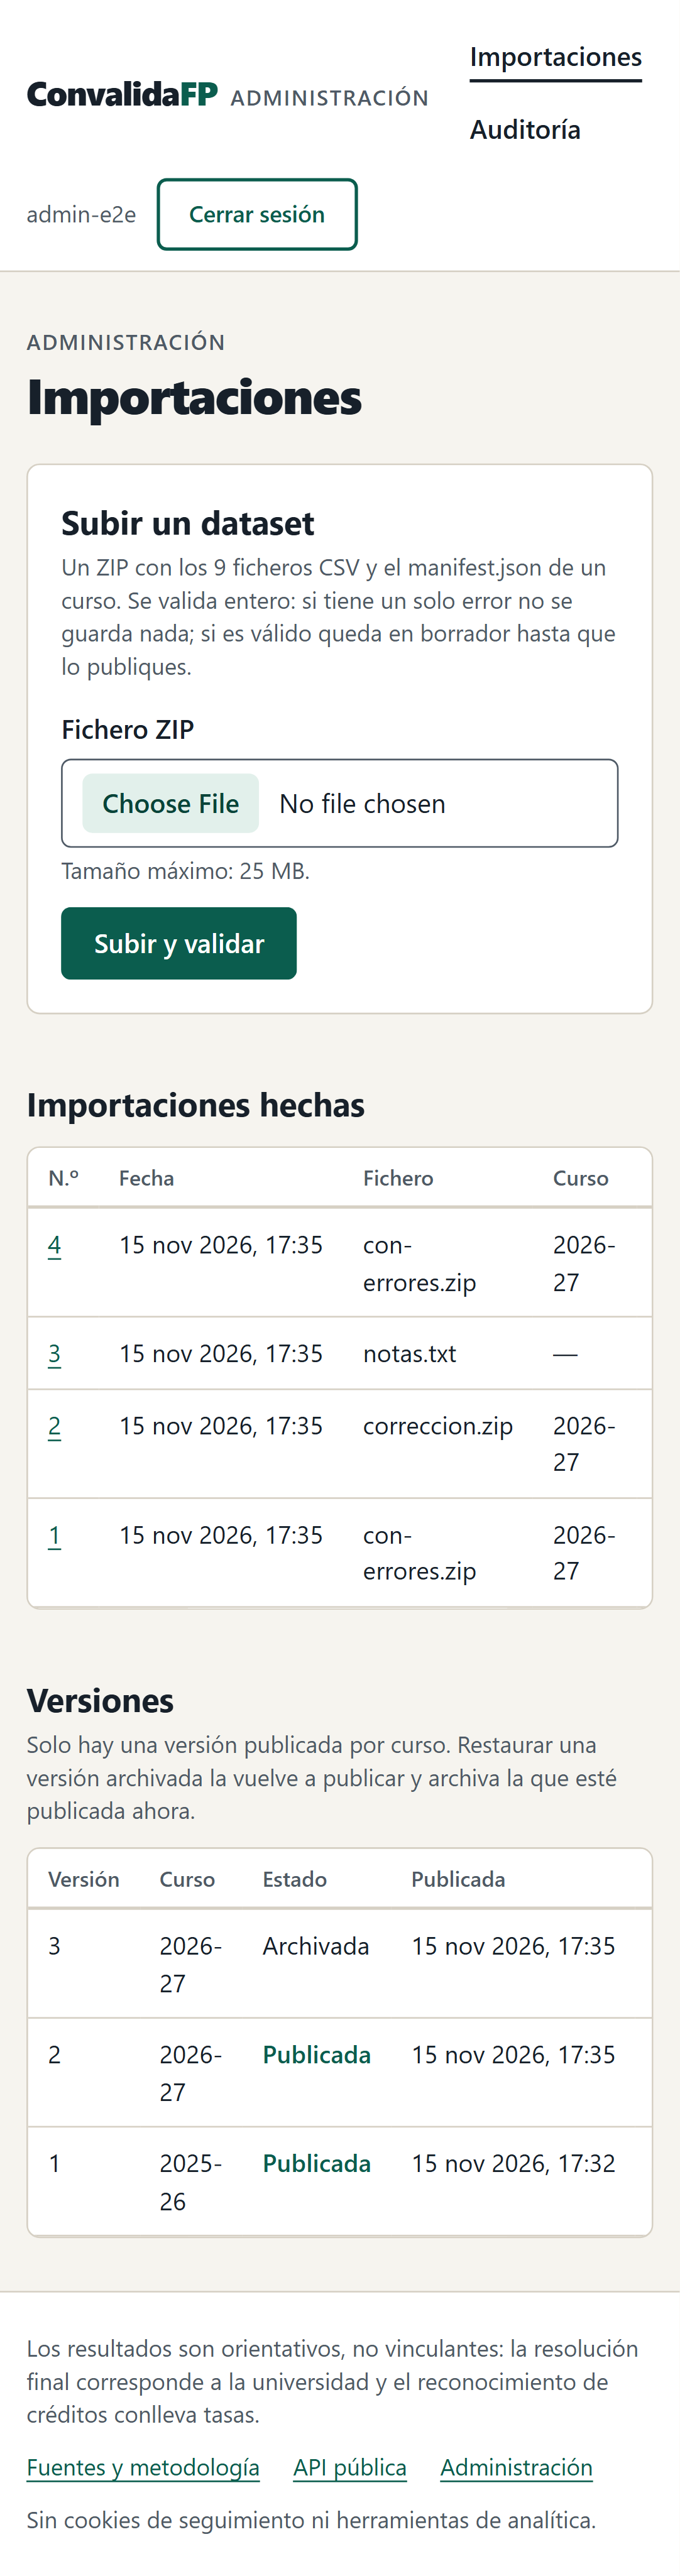 ConvalidaFP ADMINISTRACIÓN
Importaciones
Auditoría
admin-e2e Cerrar sesión
ADMINISTRACIÓN
Importaciones
Subir un dataset
Un ZIP con los 9 ficheros CSV y el manifest.json de un
curso. Se valida entero: si tiene un solo error no se
guarda nada; si es válido queda en borrador hasta que
lo publiques.
Fichero ZIP
Choose File No file chosen
Tamaño máximo: 25 MB.
Subir y validar
Importaciones hechas
N.º Fecha Fichero Curso
4 15 nov 2026, 17:35 con- 2026-
errores.zip 27
3 15 nov 2026, 17:35 notas.txt —
2 15 nov 2026, 17:35 correccion.zip 2026-
27
1 15 nov 2026, 17:35 con- 2026-
errores.zip 27
Versiones
Solo hay una versión publicada por curso. Restaurar una
versión archivada la vuelve a publicar y archiva la que esté
publicada ahora.
Versión Curso Estado Publicada
3 2026- Archivada 15 nov 2026, 17:35
27
2 2026- Publicada 15 nov 2026, 17:35
27
1 2025- Publicada 15 nov 2026, 17:32
26
Los resultados son orientativos, no vinculantes: la resolución
final corresponde a la universidad y el reconocimiento de
créditos conlleva tasas.
Fuentes y metodología API pública Administración
Sin cookies de seguimiento ni herramientas de analítica.